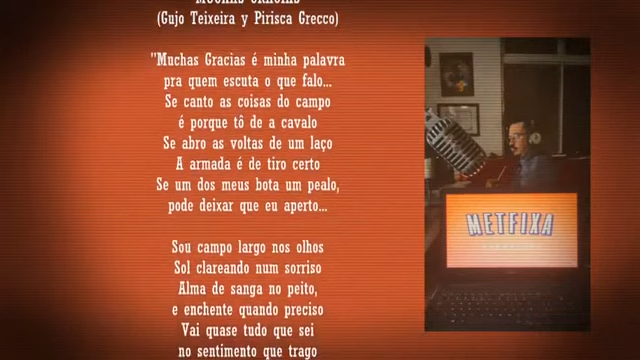 MUCHAS GRACIAS
(Gujo Teixeira y Pirisca Grecco)
"Muchas Gracias é minha palavra
pra quem escuta o que falo...
Se canto as coisas do campo
é porque tô de a cavalo
Se abro as voltas de um laço
A armada é de tiro certo
Se um dos meus bota um pealo,
pode deixar que eu aperto...
Sou campo largo nos olhos
Sol clareando num sorriso
Alma de sanga no peito,
e enchente quando preciso
Vai quase tudo que sei
no sentimento que trago
METFIXA